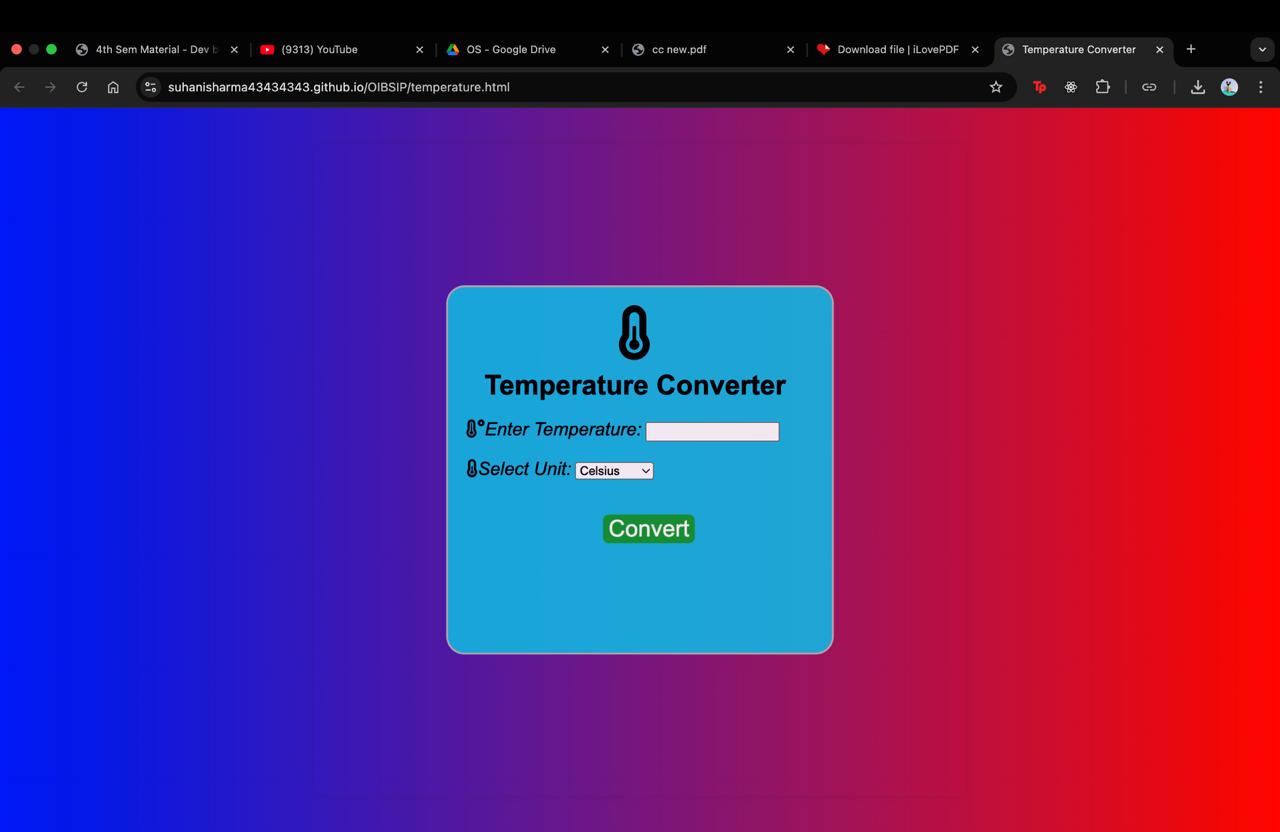 4th Sem Material - Dev b
(9313) YouTube
OS - Google Drive
cc new.pdf
Download file | iLovePDF
Temperature Converter
suhanisharma43434343.github.io/OIBSIP/temperature.html
Tp
Temperature Converter
Enter Temperature:
Select Unit: Celsius
Convert